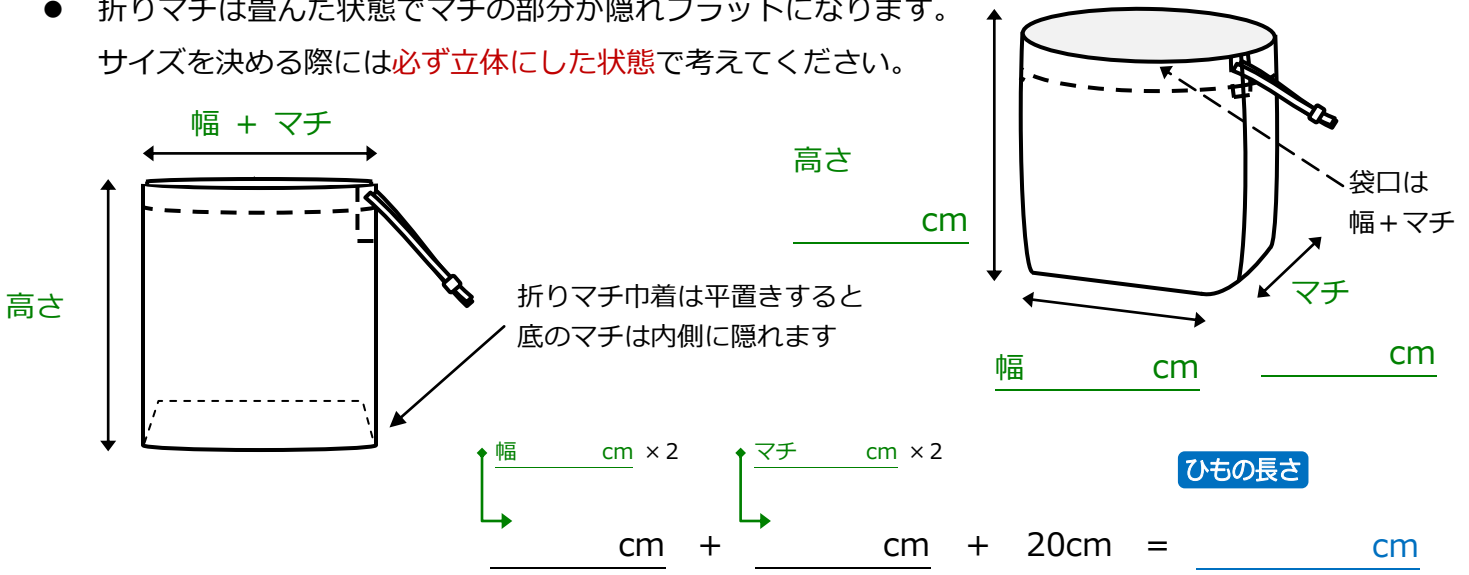 ● 折りマチは畳んだ状態でマチの部分が隠れフラットになります。
サイズを決める際には必ず立体にした状態で考えてください。
幅 + マチ
高さ
折りマチ巾着は平置きすると
底のマチは内側に隠れます
高さ
cm
袋口は
幅+マチ
マチ
幅 cm
cm
幅 cm ×2
マチ cm ×2
ひもの長さ
cm + cm + 20cm = cm